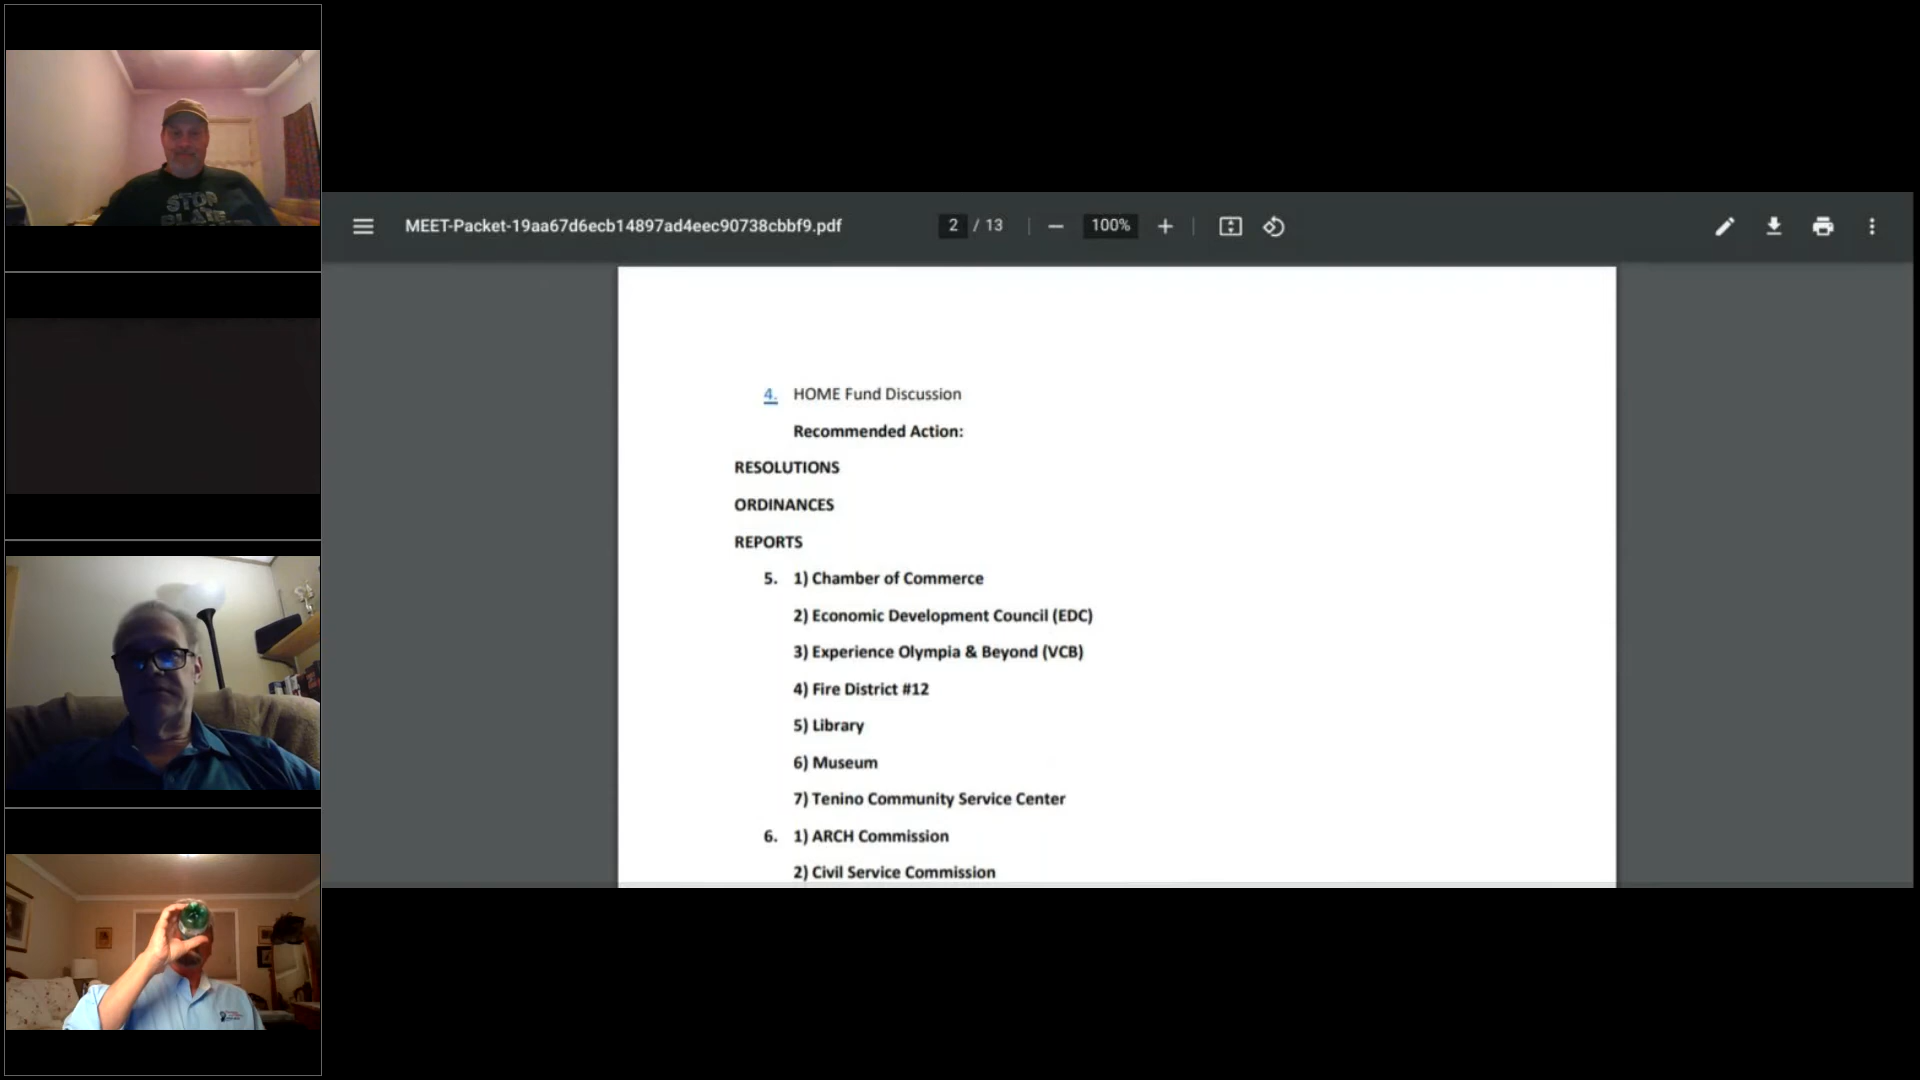 STOP
MEET-Packet-19aa67d6ecb14897ad4eec90738cbbf9.pdf
2 / 13
100%
4. HOME Fund Discussion
Recommended Action:
RESOLUTIONS
ORDINANCES
REPORTS
5. 1) Chamber of Commerce
2) Economic Development Council (EDC)
3) Experience Olympia & Beyond (VCB)
4) Fire District #12
5) Library
6) Museum
7) Tenino Community Service Center
6. 1) ARCH Commission
2) Civil Service Commission